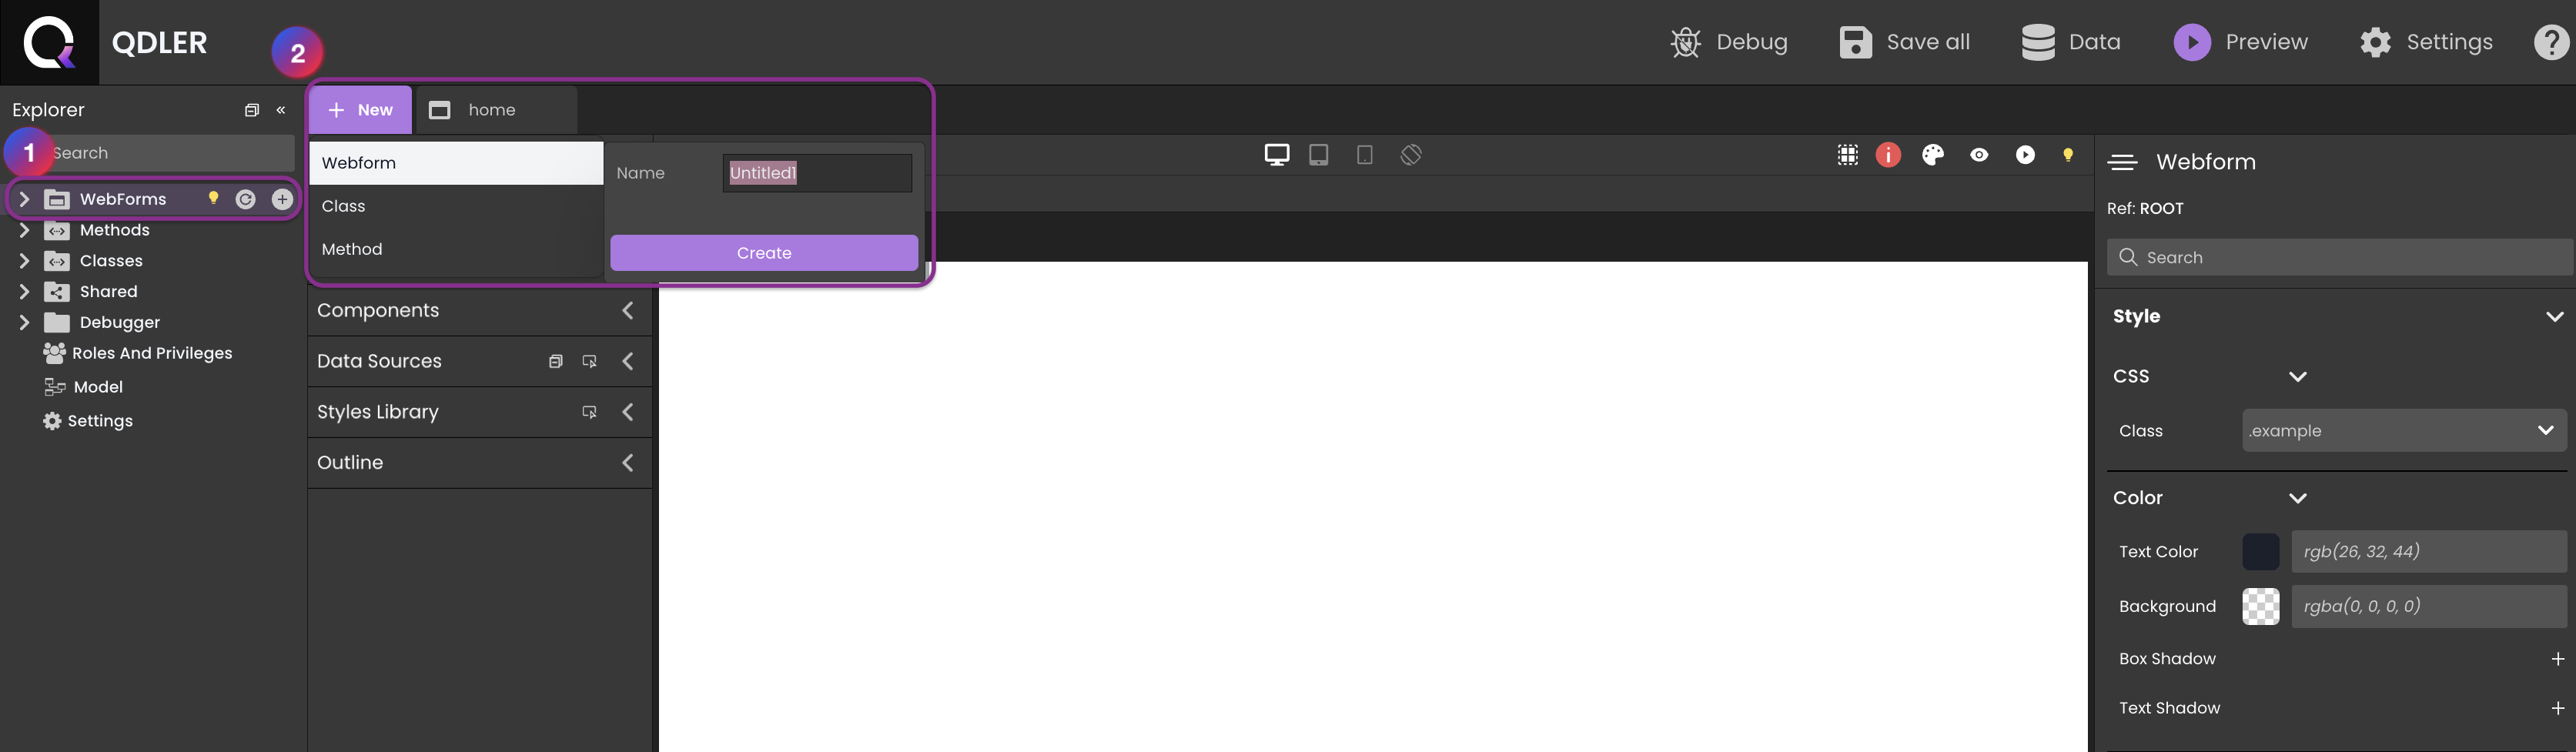 QDLER
2
Debug
Save all
Data
Preview
Settings
?
Explorer
«
+ New
home
1
Search
WebForms
Methods
Classes
Shared
Debugger
Roles And Privileges
Model
Settings
Webform
Class
Method
Name
Untitled1
Create
Components
Data Sources
Styles Library
Outline
i
Webform
Ref: ROOT
Search
Style
CSS
Class
.example
Color
Text Color
rgb(26, 32, 44)
Background
rgba(0, 0, 0, 0)
Box Shadow +
Text Shadow +